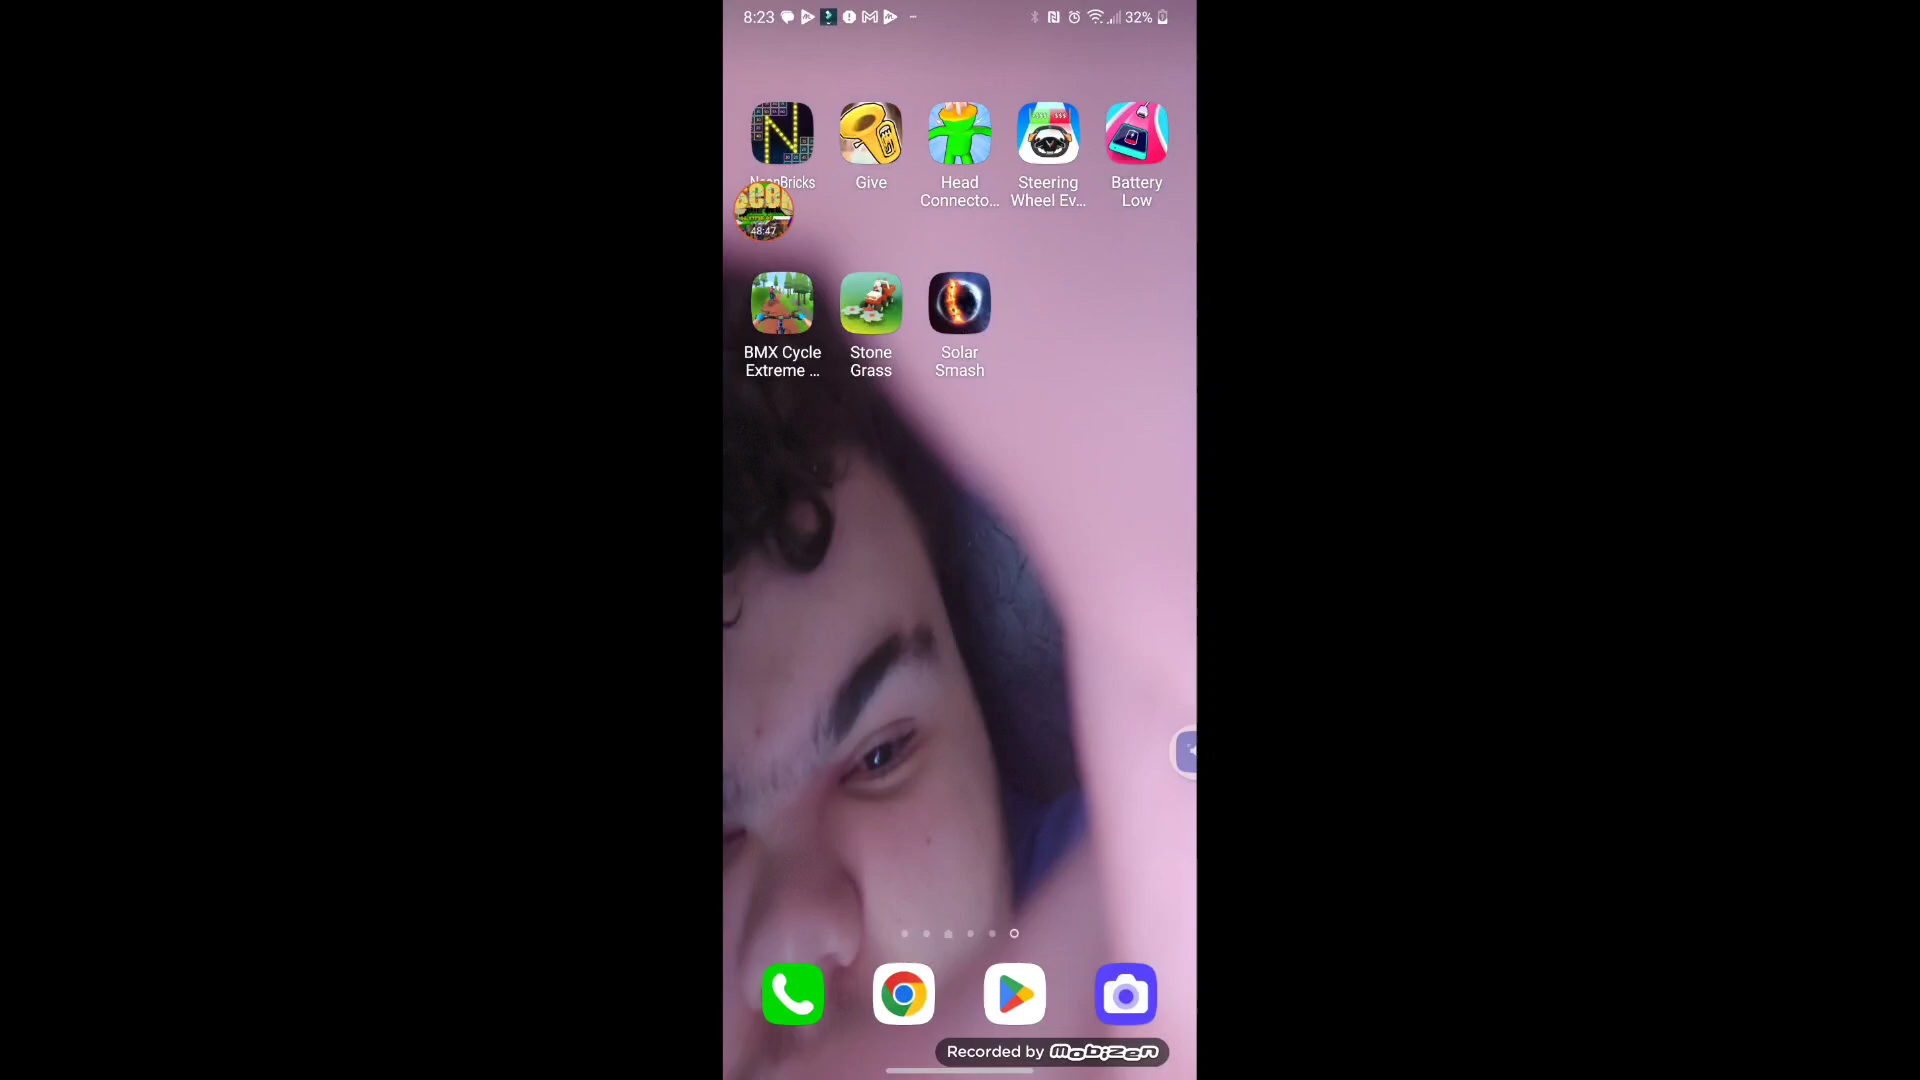 8:23
32%
NeonBricks
Give
Head
Connecto...
Steering
Wheel Ev...
Battery
Low
48:47
BMX Cycle
Extreme ...
Stone
Grass
Solar
Smash
Recorded by Mobizen